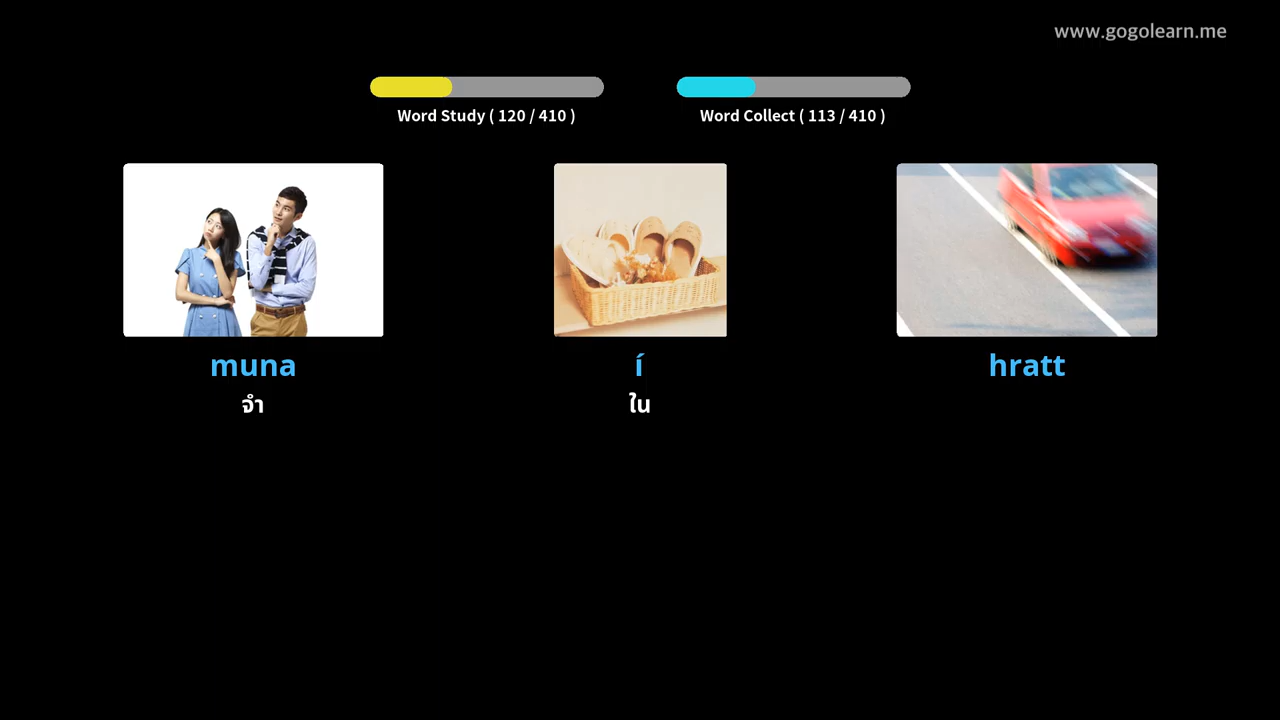 www.gogolearn.me
Word Study ( 120 / 410 )
Word Collect ( 113 / 410 )
muna
í
hratt
จำ
ใน